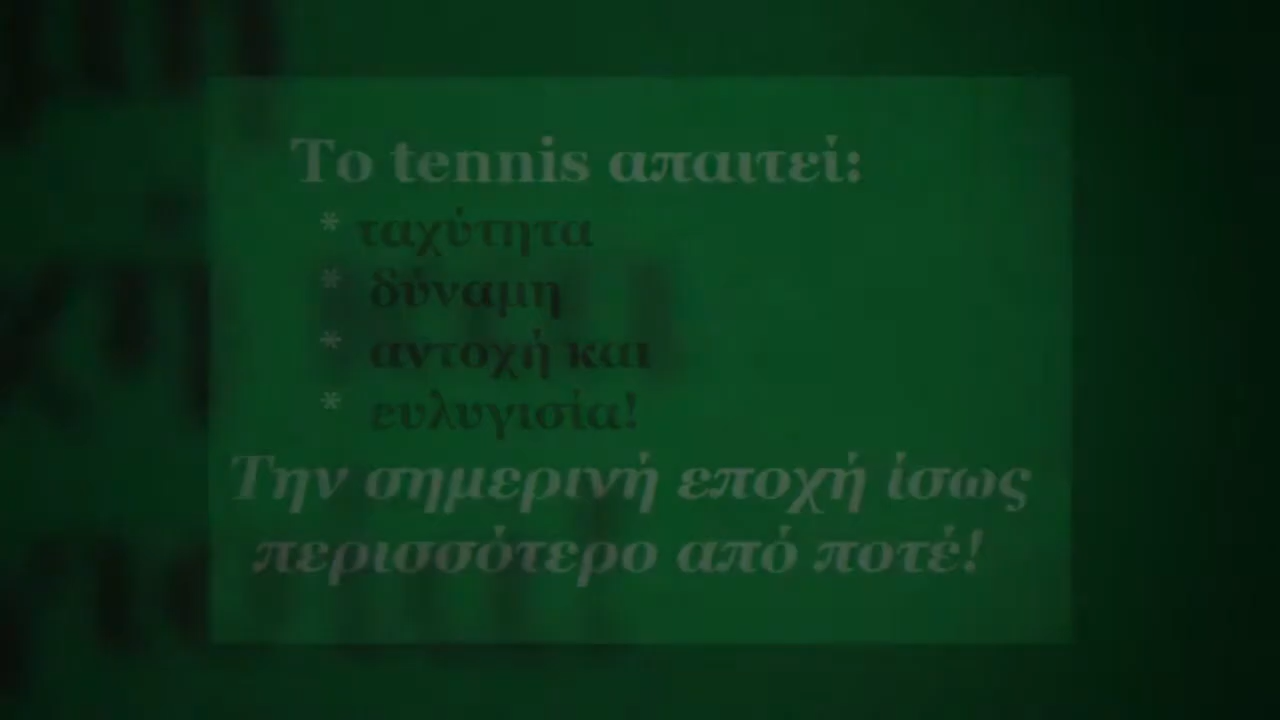 Το tennis απαιτεί:
* ταχύτητα
* δύναμη
* αντοχή και
* ευλυγισία!
Την σημερινή εποχή ίσως
περισσότερο από ποτέ!